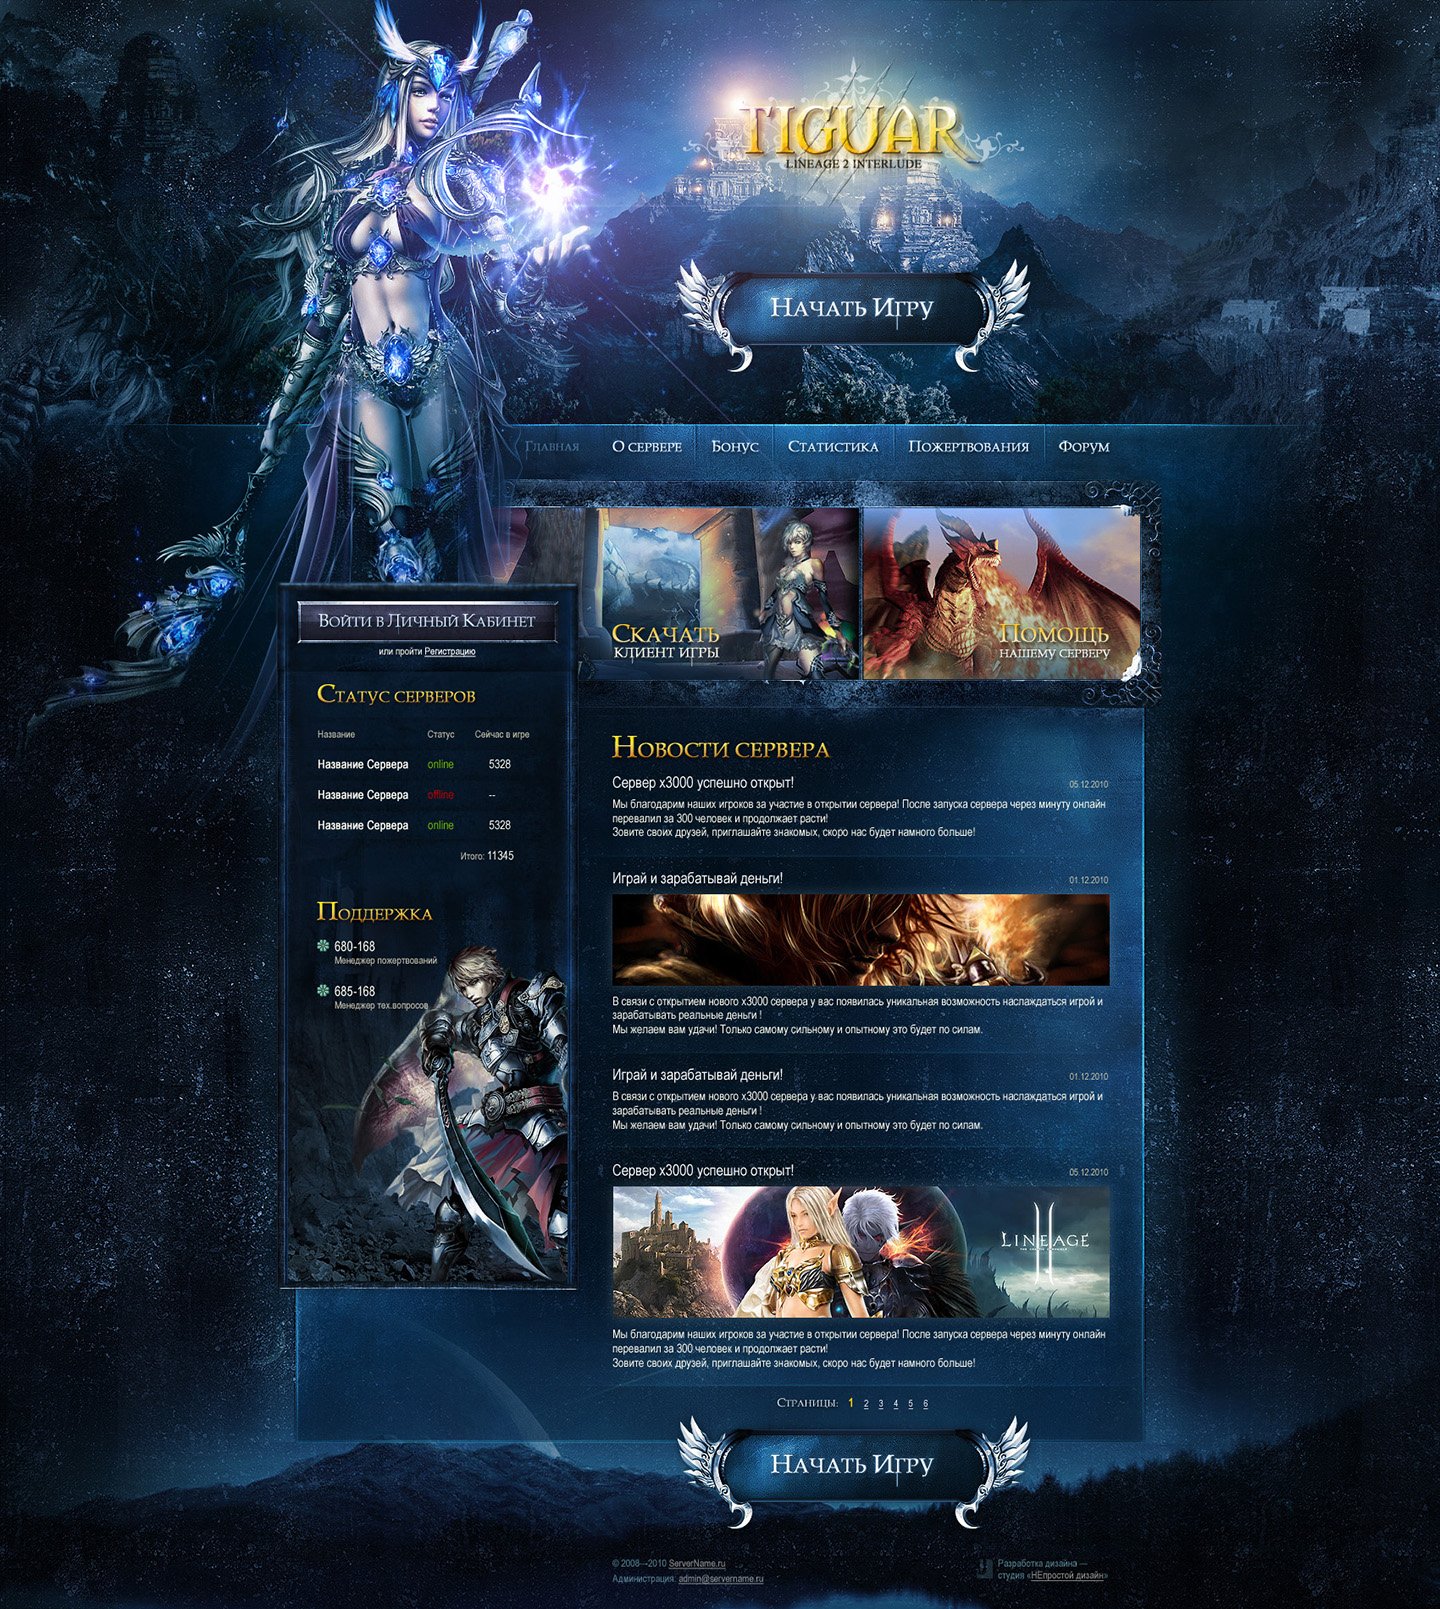 TIGUAR
LINEAGE 2 INTERLUDE
Начать Игру
Главная О сервере Бонус Статистика Пожертвования Форум
Скачать
клиент игры
Помощь
нашему серверу
Войти в Личный Кабинет
или пройти Регистрацию
Статус серверов
Название Статус Сейчас в игре
Название Сервера online 5328
Название Сервера offline --
Название Сервера online 5328
Итого: 11345
Поддержка
680-168
Менеджер пожертвований
685-168
Менеджер тех.вопросов
Новости сервера
Сервер х3000 успешно открыт! 05.12.2010
Мы благодарим наших игроков за участие в открытии сервера! После запуска сервера через минуту онлайн
перевалил за 300 человек и продолжает расти!
Зовите своих друзей, приглашайте знакомых, скоро нас будет намного больше!
Играй и зарабатывай деньги! 01.12.2010
В связи с открытием нового х3000 сервера у вас появилась уникальная возможность наслаждаться игрой и
зарабатывать реальные деньги !
Мы желаем вам удачи! Только самому сильному и опытному это будет по силам.
Играй и зарабатывай деньги! 01.12.2010
В связи с открытием нового х3000 сервера у вас появилась уникальная возможность наслаждаться игрой и
зарабатывать реальные деньги !
Мы желаем вам удачи! Только самому сильному и опытному это будет по силам.
Сервер х3000 успешно открыт! 05.12.2010
LINEAGE
Мы благодарим наших игроков за участие в открытии сервера! После запуска сервера через минуту онлайн
перевалил за 300 человек и продолжает расти!
Зовите своих друзей, приглашайте знакомых, скоро нас будет намного больше!
Страницы: 1 2 3 4 5 6
Начать Игру
© 2008—2010 ServerName.ru
Администрация: admin@servername.ru
Разработка дизайна —
студия «НЕпростой дизайн»